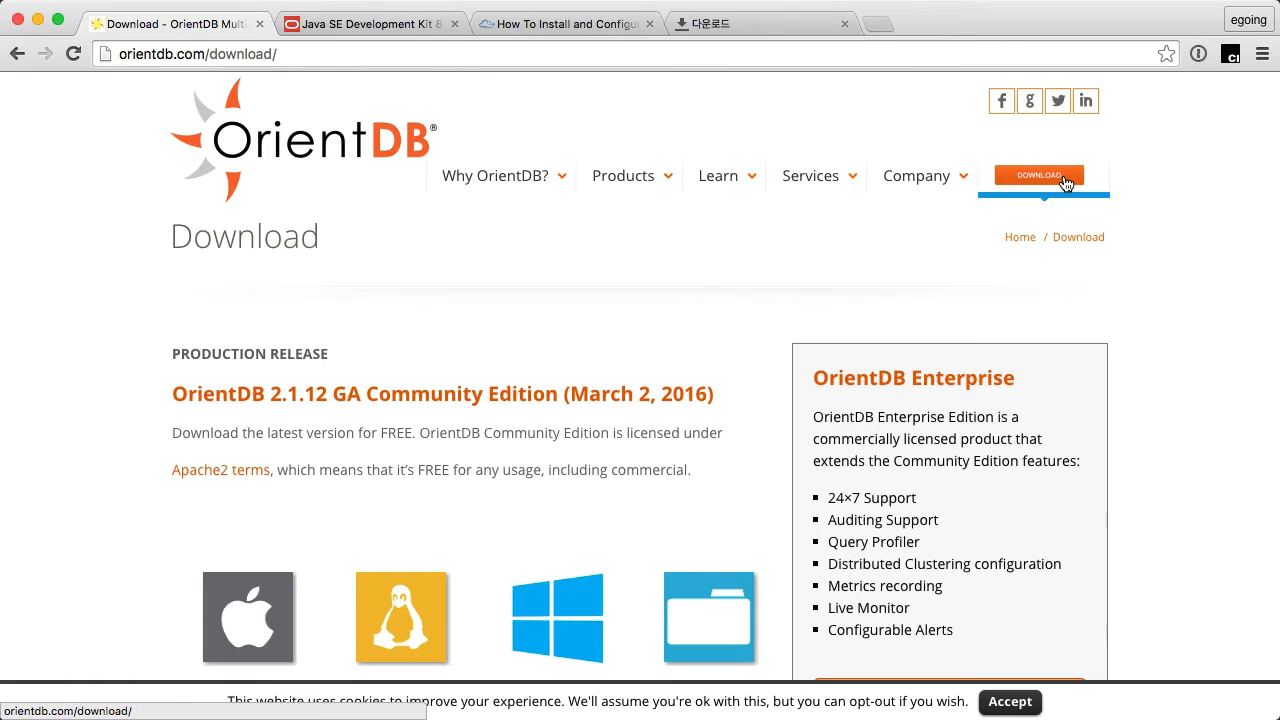 Download - OrientDB Multi
Java SE Development Kit 8
How To Install and Configu
다운로드
egoing
orientdb.com/download/
OrientDB®
Why OrientDB?
Products
Learn
Services
Company
DOWNLOAD
Download
Home / Download
PRODUCTION RELEASE
OrientDB 2.1.12 GA Community Edition (March 2, 2016)
Download the latest version for FREE. OrientDB Community Edition is licensed under
Apache2 terms, which means that it's FREE for any usage, including commercial.
OrientDB Enterprise
OrientDB Enterprise Edition is a
commercially licensed product that
extends the Community Edition features:
24×7 Support
Auditing Support
Query Profiler
Distributed Clustering configuration
Metrics recording
Live Monitor
Configurable Alerts
This website uses cookies to improve your experience. We'll assume you're ok with this, but you can opt-out if you wish.
Accept
orientdb.com/download/